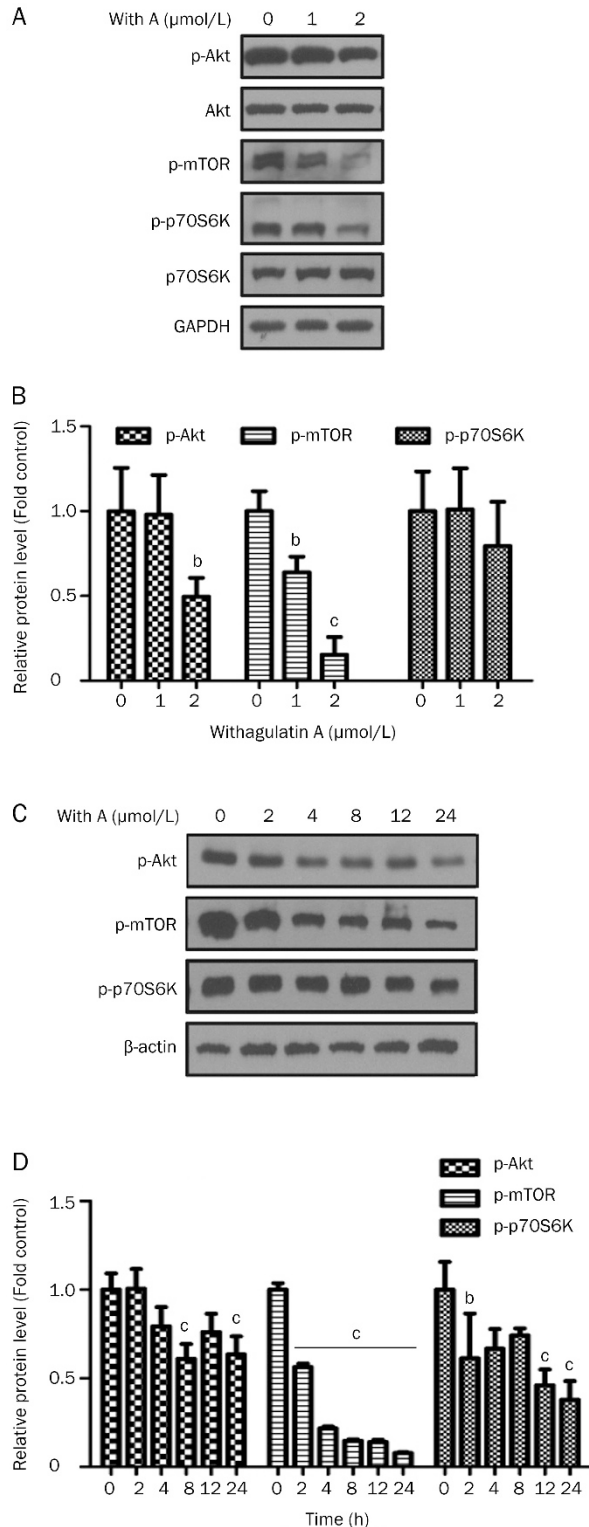 A
With A (µmol/L) 0 1 2
p-Akt
Akt
p-mTOR
p-p70S6K
p70S6K
GAPDH
B
Relative protein level (Fold control)
1.5
1.0
0.5
0
p-Akt p-mTOR p-p70S6K
b b c
0 1 2 0 1 2 0 1 2
Withagulatin A (µmol/L)
C
With A (µmol/L) 0 2 4 8 12 24
p-Akt
p-mTOR
p-p70S6K
β-actin
D
p-Akt
p-mTOR
p-p70S6K
Relative protein level (Fold control)
1.5
1.0
0.5
0
c c c b c c
0 2 4 8 12 24 0 2 4 8 12 24 0 2 4 8 12 24
Time (h)